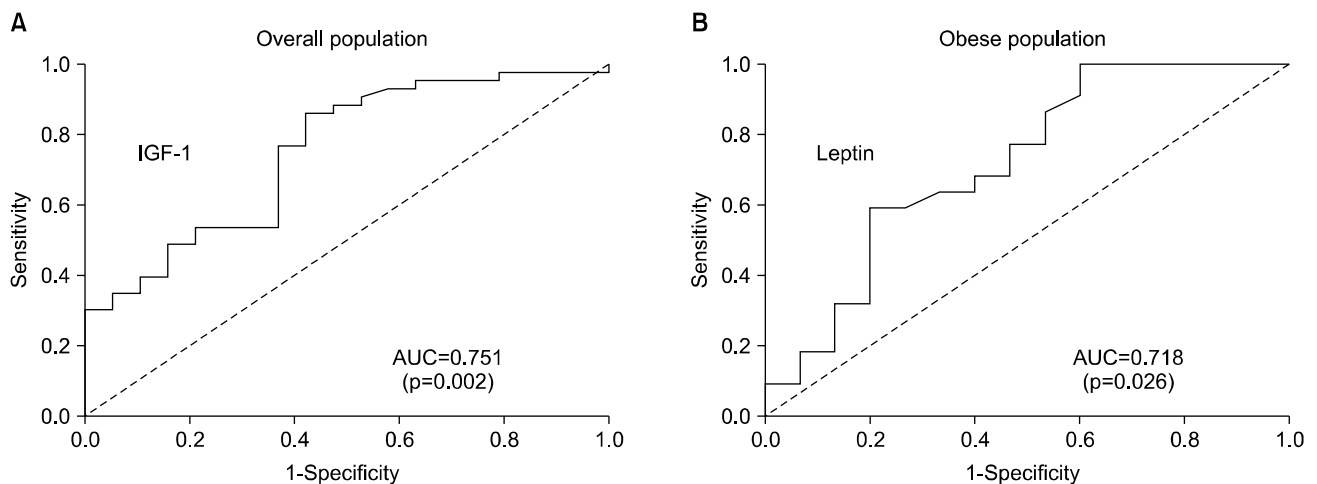 A
Overall population
1.0
0.8
0.6
0.4
0.2
0.0
Sensitivity
IGF-1
AUC=0.751
(p=0.002)
0.0 0.2 0.4 0.6 0.8 1.0
1-Specificity
B
Obese population
1.0
0.8
0.6
0.4
0.2
0.0
Sensitivity
Leptin
AUC=0.718
(p=0.026)
0.0 0.2 0.4 0.6 0.8 1.0
1-Specificity